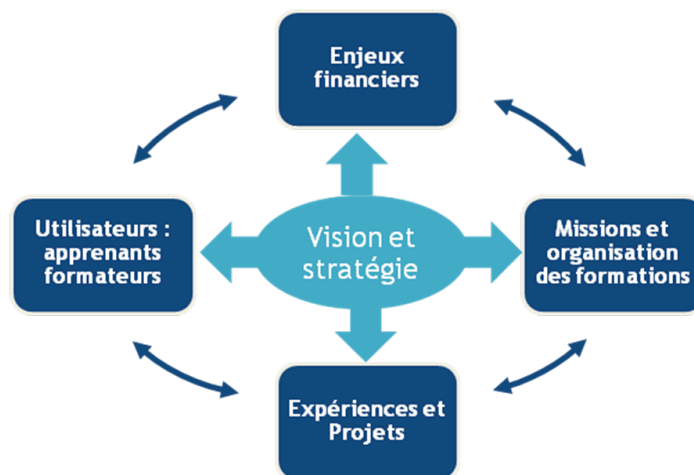 Enjeux
financiers
Utilisateurs :
apprenants
formateurs
Vision et
stratégie
Missions et
organisation
des formations
Expériences et
Projets